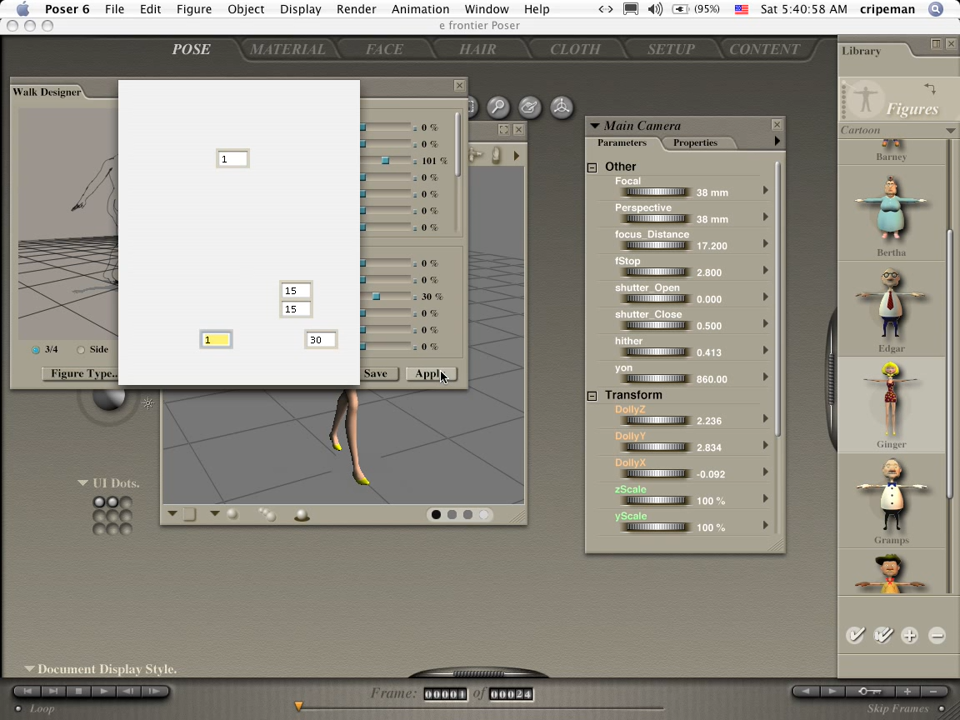 Poser 6 File Edit Figure Object Display Render Animation Window Help (95%) Sat 5:40:58 AM cripeman
e frontier Poser
POSE MATERIAL FACE HAIR CLOTH SETUP CONTENT
Library
Figures
Cartoon
Barney
Bertha
Edgar
Ginger
Gramps
Walk Designer
0 %
0 %
101 %
0 %
0 %
0 %
0 %
0 %
0 %
30 %
0 %
0 %
0 %
1
15
15
1 30
3/4 Side
Figure Type... Save
Main Camera
Parameters Properties
Other
Focal
38 mm
Perspective
38 mm
focus_Distance
17.200
fStop
2.800
shutter_Open
0.000
shutter_Close
0.500
hither
0.413
yon
860.00
Transform
DollyZ
2.236
DollyY
2.834
DollyX
-0.092
zScale
100 %
yScale
100 %
UI Dots.
Document Display Style.
Frame: 00001 of 00024
Loop
Skip Frames